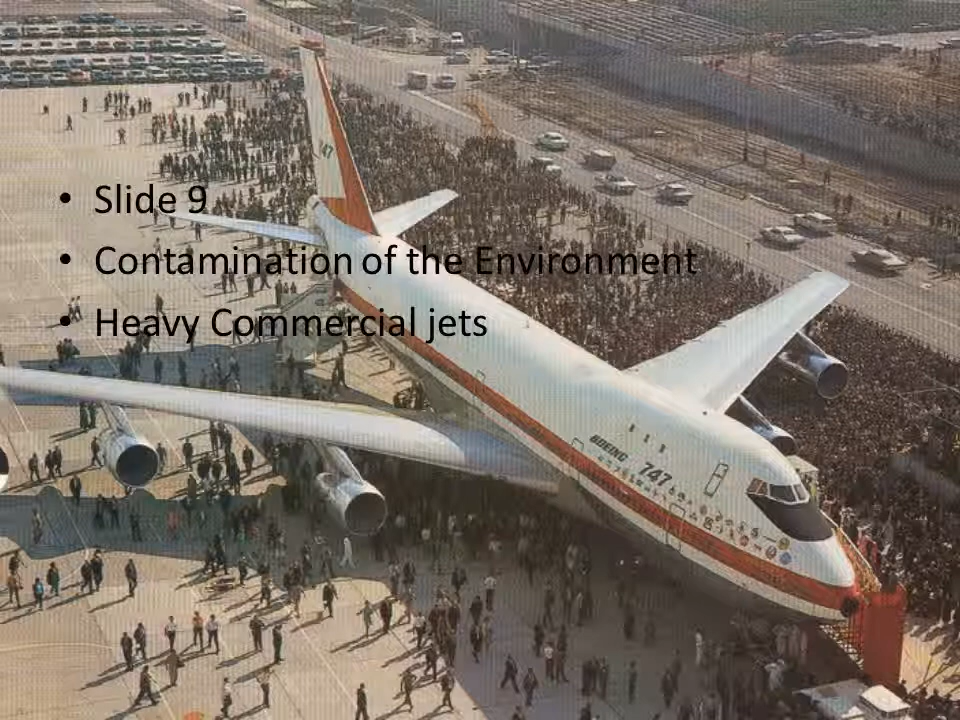 747
• Slide 9
• Contamination of the Environment
• Heavy Commercial jets
BOEING 747